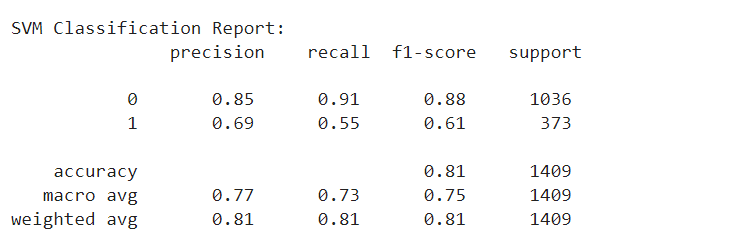 SVM Classification Report:
precision recall f1-score support
0 0.85 0.91 0.88 1036
1 0.69 0.55 0.61 373
accuracy 0.81 1409
macro avg 0.77 0.73 0.75 1409
weighted avg 0.81 0.81 0.81 1409